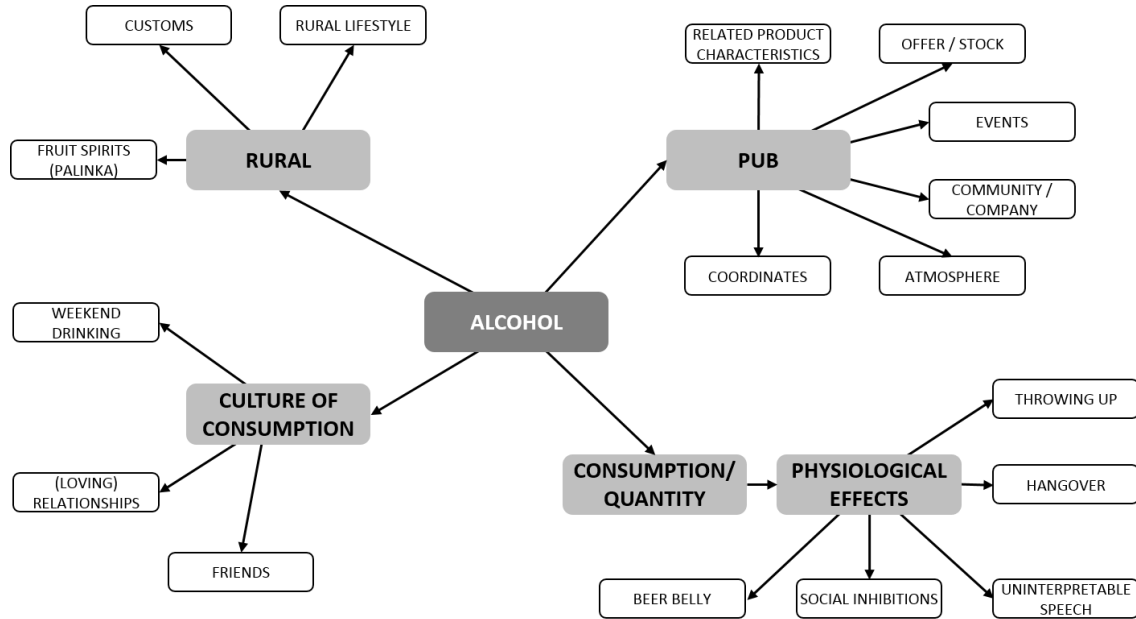 CUSTOMS
RURAL LIFESTYLE
FRUIT SPIRITS
(PALINKA)
RURAL
RELATED PRODUCT
CHARACTERISTICS
OFFER / STOCK
EVENTS
PUB
COMMUNITY /
COMPANY
COORDINATES
ATMOSPHERE
ALCOHOL
WEEKEND
DRINKING
CULTURE OF
CONSUMPTION
(LOVING)
RELATIONSHIPS
FRIENDS
CONSUMPTION/
QUANTITY
PHYSIOLOGICAL
EFFECTS
THROWING UP
HANGOVER
BEER BELLY
SOCIAL INHIBITIONS
UNINTERPRETABLE
SPEECH